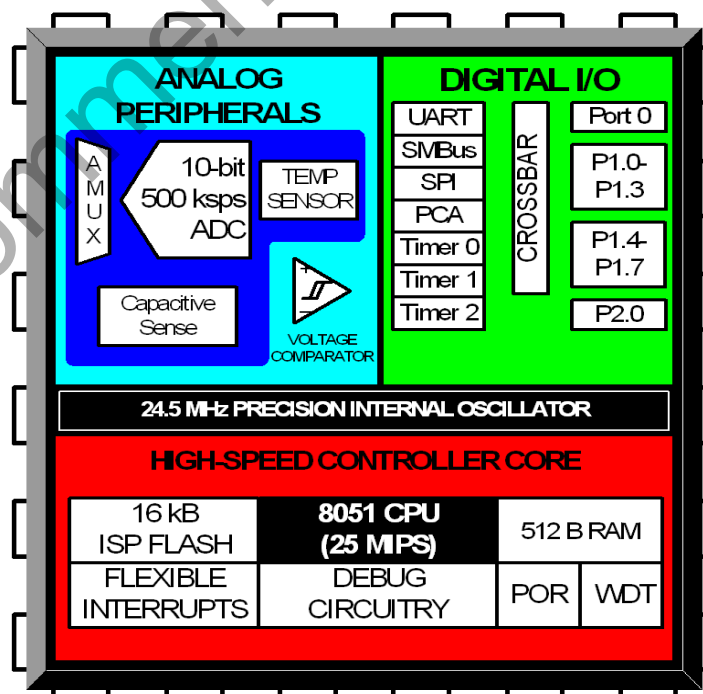 ANALOG
PERIPHERALS
A
M
U
X
10-bit
500 ksps
ADC
TEMP
SENSOR
Capacitive
Sense
+
−
VOLTAGE
COMPARATOR
DIGITAL I/O
UART
SMBus
SPI
PCA
Timer 0
Timer 1
Timer 2
CROSSBAR
Port 0
P1.0-
P1.3
P1.4-
P1.7
P2.0
24.5 MHz PRECISION INTERNAL OSCILLATOR
HIGH-SPEED CONTROLLER CORE
16 kB
ISP FLASH
8051 CPU
(25 MIPS)
512 B RAM
FLEXIBLE
INTERRUPTS
DEBUG
CIRCUITRY
POR
WDT